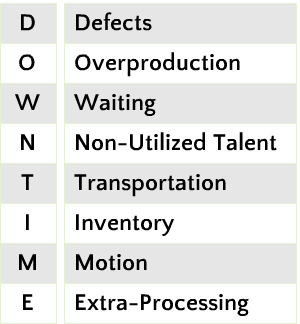 D Defects
O Overproduction
W Waiting
N Non-Utilized Talent
T Transportation
I Inventory
M Motion
E Extra-Processing